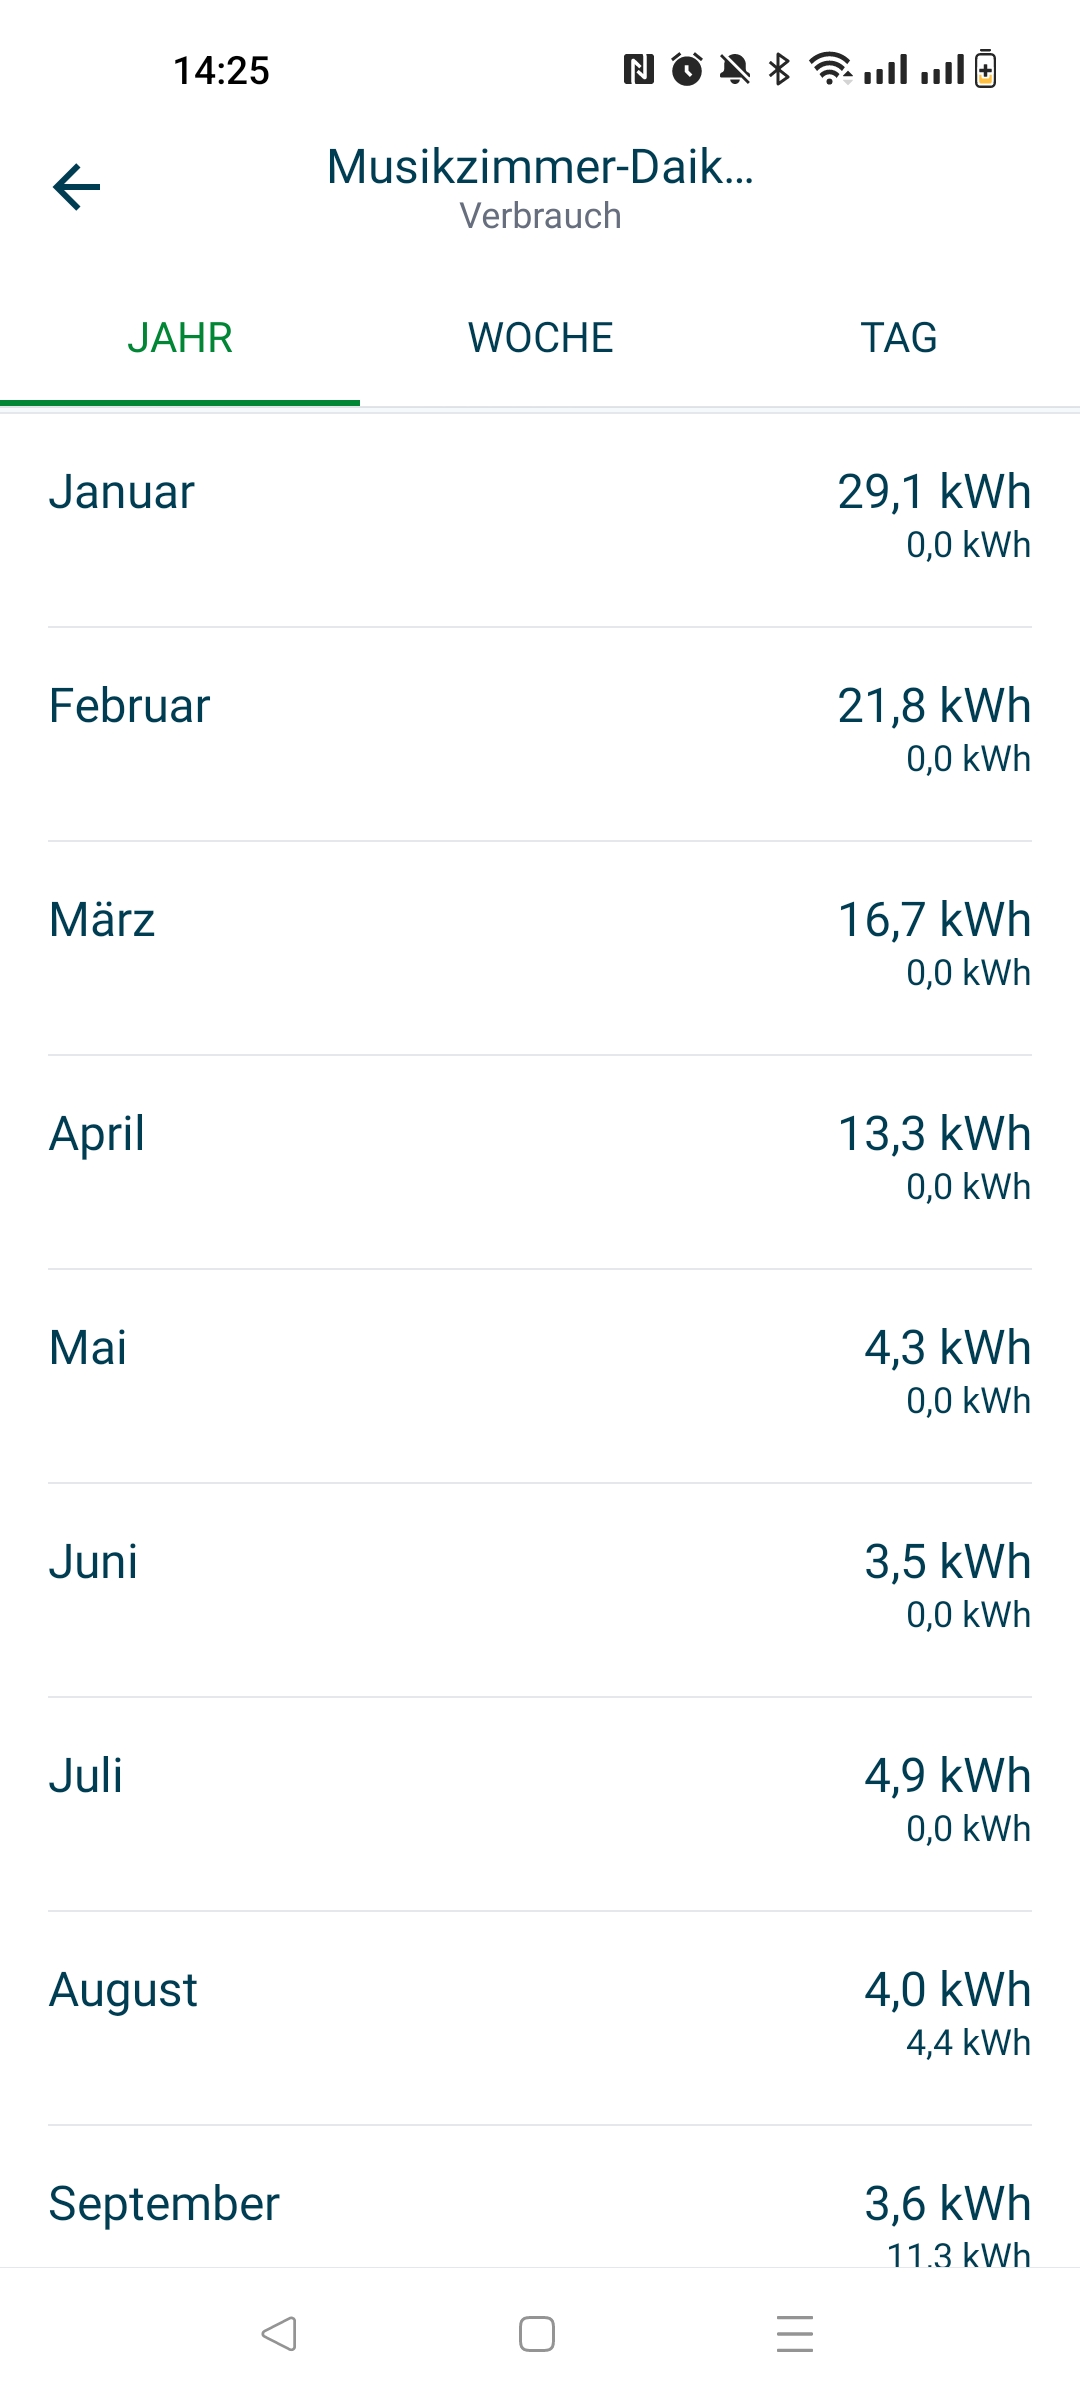 14:25
Musikzimmer-Daik...
Verbrauch
JAHR WOCHE TAG
Januar 29,1 kWh
0,0 kWh
Februar 21,8 kWh
0,0 kWh
März 16,7 kWh
0,0 kWh
April 13,3 kWh
0,0 kWh
Mai 4,3 kWh
0,0 kWh
Juni 3,5 kWh
0,0 kWh
Juli 4,9 kWh
0,0 kWh
August 4,0 kWh
4,4 kWh
September 3,6 kWh
11,3 kWh